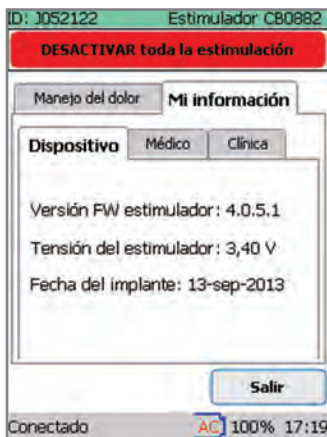 ID: J052122 Estimulador CB0882
DESACTIVAR toda la estimulación
Manejo del dolor Mi información
Dispositivo Médico Clínica
Versión FW estimulador: 4.0.5.1
Tensión del estimulador: 3,40 V
Fecha del implante: 13-sep-2013
Salir
Conectado AC 100% 17:19